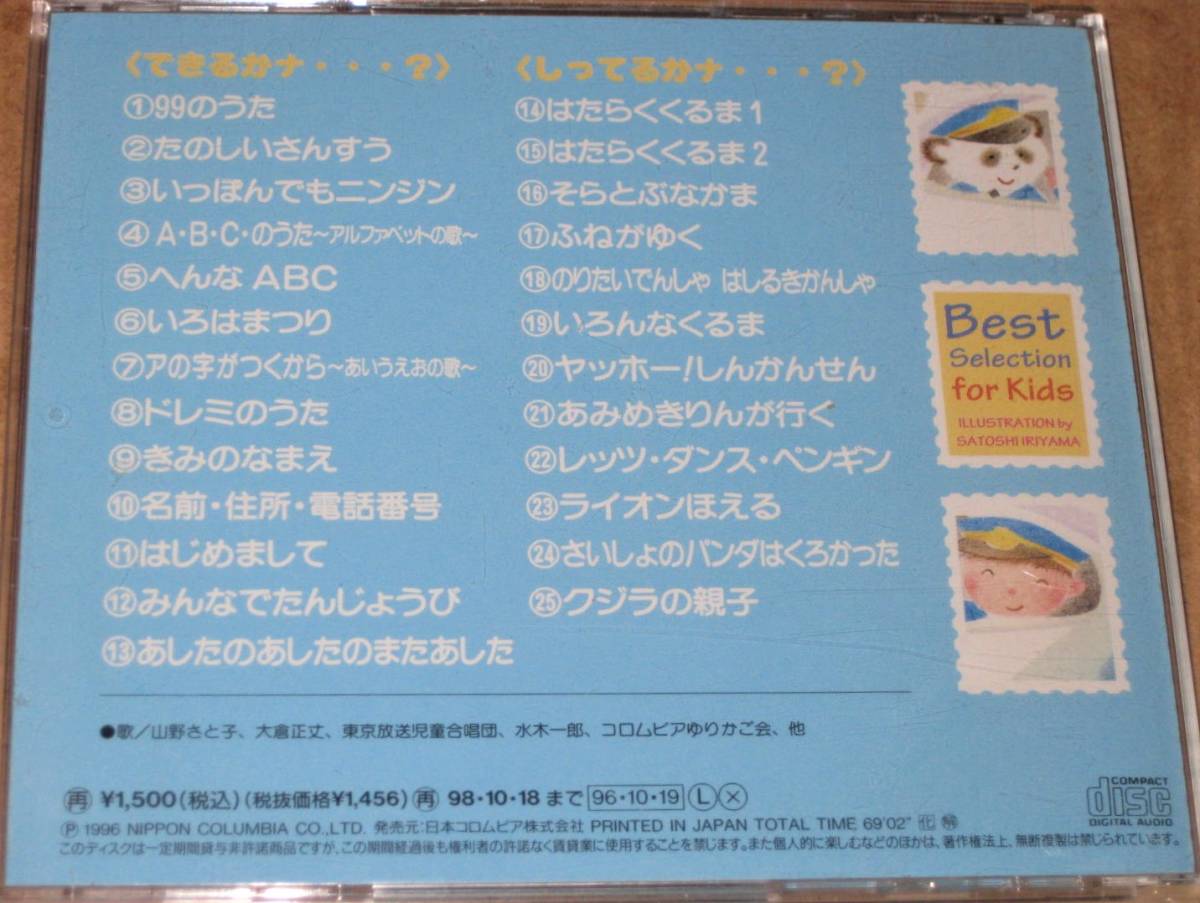 〈できるかナ・・・?〉
①99のうた
②たのしいさんすう
③いっぽんでもニンジン
④A・B・C・のうた~アルファベットの歌~
⑤へんなABC
⑥いろはまつり
⑦アの字がつくから~あいうえおの歌~
⑧ドレミのうた
⑨きみのなまえ
⑩名前・住所・電話番号
⑪はじめまして
⑫みんなでたんじょうび
⑬あしたのあしたのまたあした
〈しってるかナ・・・?〉
⑭はたらくくるま1
⑮はたらくくるま2
⑯そらとぶなかま
⑰ふねがゆく
⑱のりたいでんしゃ はしるきかんしゃ
⑲いろんなくるま
⑳ヤッホー!しんかんせん
㉑あみめきりんが行く
㉒レッツ・ダンス・ペンギン
㉓ライオンほえる
㉔さいしょのパンダはくろかった
㉕クジラの親子
Best
Selection
for Kids
ILLUSTRATION by
SATOSHI IRIYAMA
●歌/山野さと子、大倉正丈、東京放送児童合唱団、水木一郎、コロムビアゆりかご会、他
再 ¥1,500(税込)(税抜価格¥1,456) 再 98・10・18まで 96・10・19 Ⓛ ⓧ
Ⓟ 1996 NIPPON COLUMBIA CO.,LTD. 発売元:日本コロムビア株式会社 PRINTED IN JAPAN TOTAL TIME 69'02"
このディスクは一定期間貸与非許諾商品ですが、この期間経過後も権利者の許諾なく賃貸業に使用することを禁じます。また個人的に楽しむなどのほかは、著作権法上、無断複製は禁じられています。
COMPACT
disc
DIGITAL AUDIO